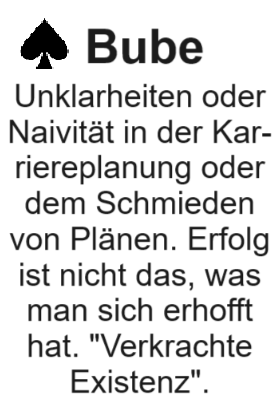 ♠ Bube
Unklarheiten oder
Naivität in der Kar-
riereplanung oder
dem Schmieden
von Plänen. Erfolg
ist nicht das, was
man sich erhofft
hat. "Verkrachte
Existenz".